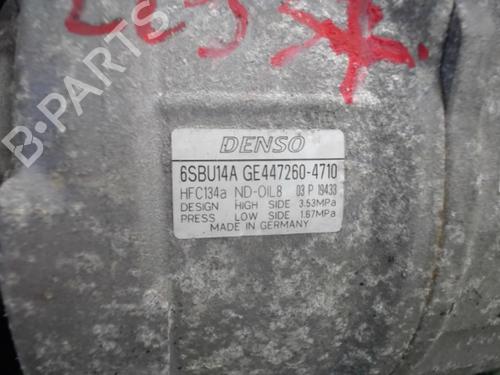 B-PARTS
DENSO
6SBU14A GE447260-4710
HFC134a ND-OIL8 03 P 19433
DESIGN HIGH SIDE 3.53MPa
PRESS LOW SIDE 1.67MPa
MADE IN GERMANY